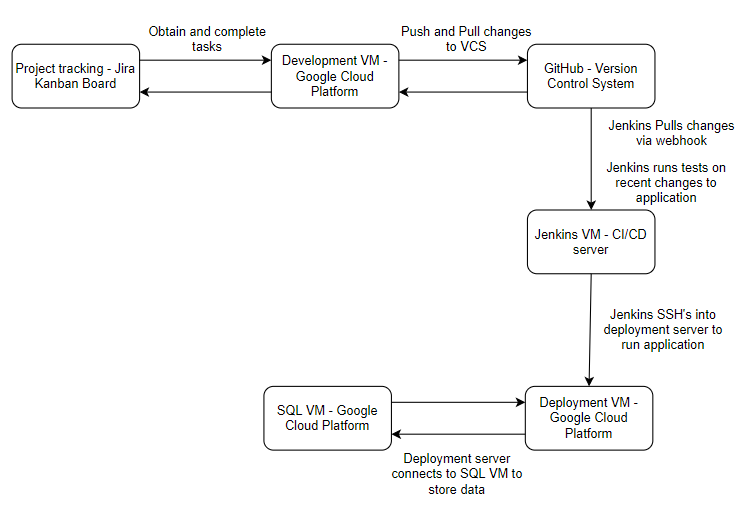 Obtain and complete
tasks
Push and Pull changes
to VCS
Project tracking - Jira
Kanban Board
Development VM -
Google Cloud
Platform
GitHub - Version
Control System
Jenkins Pulls changes
via webhook
Jenkins runs tests on
recent changes to
application
Jenkins VM - CI/CD
server
Jenkins SSH's into
deployment server to
run application
SQL VM - Google
Cloud Platform
Deployment VM -
Google Cloud
Platform
Deployment server
connects to SQL VM to
store data